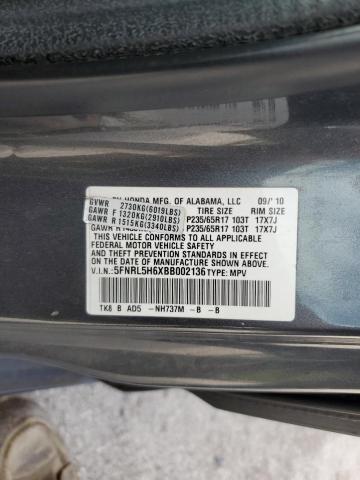 BY HONDA MFG. OF ALABAMA, LLC 09/'10
GVWR 2730KG(6019LBS) TIRE SIZE RIM SIZE
GAWR F 1320KG(2910LBS) P235/65R17 103T 17X7J
GAWR R 1515KG(3340LBS) P235/65R17 103T 17X7J
THIS VEHICLE CONFORMS TO ALL APPLICABLE
FEDERAL MOTOR VEHICLE SAFETY AND
THEFT PREVENTION STANDARDS IN EFFECT
ON THE DATE OF MANUFACTURE SHOWN ABOVE.
V.I.N.: 5FNRL5H6XBB002136 TYPE: MPV
TK8 B AD5 -NH737M -B -B